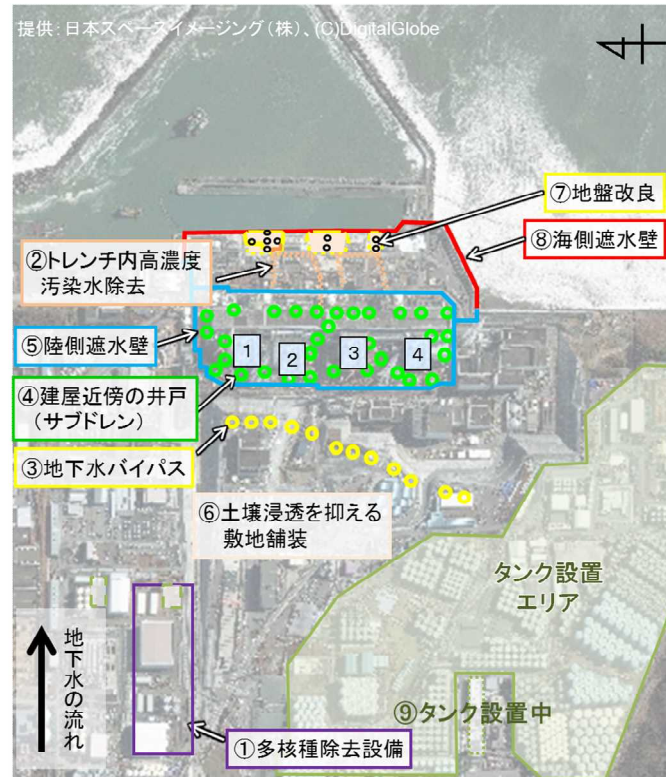 提供：日本スペースイメージング（株）、(C)DigitalGlobe
⑦地盤改良
⑧海側遮水壁
②トレンチ内高濃度
汚染水除去
⑤陸側遮水壁
1
2
3
4
④建屋近傍の井戸
（サブドレン）
③地下水バイパス
⑥土壌浸透を抑える
敷地舗装
タンク設置
エリア
地下水の流れ
⑨タンク設置中
①多核種除去設備